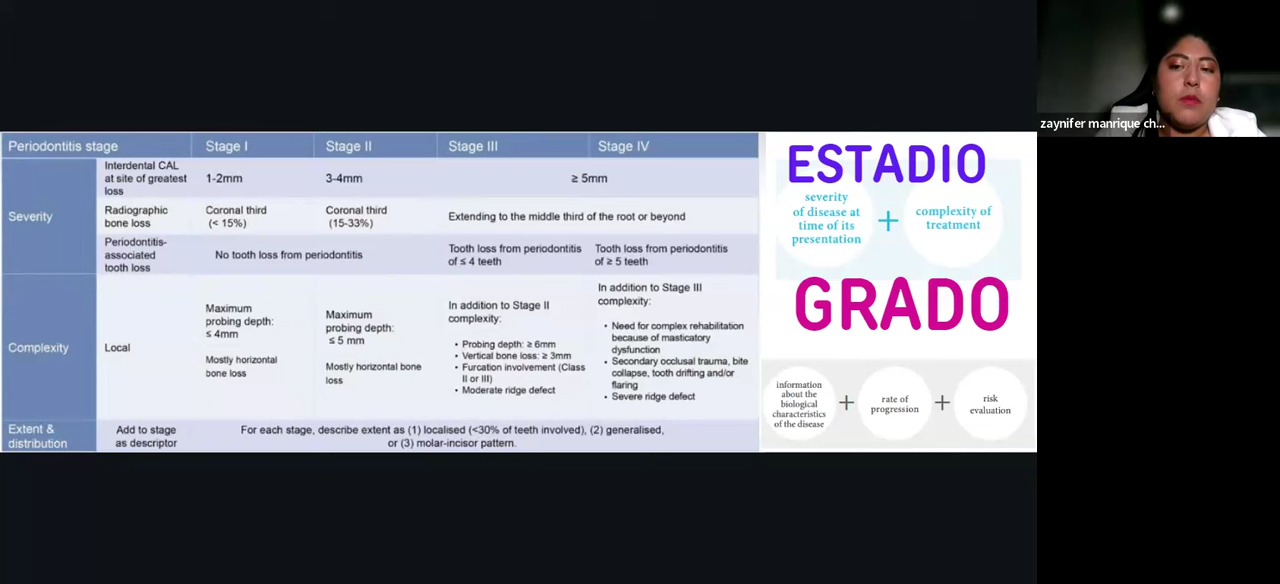 Periodontitis stage Stage I Stage II Stage III Stage IV
Severity
Interdental CAL
at site of greatest
loss
1-2mm
3-4mm
≥ 5mm
Radiographic
bone loss
Coronal third
(< 15%)
Coronal third
(15-33%)
Extending to the middle third of the root or beyond
Periodontitis-
associated
tooth loss
No tooth loss from periodontitis
Tooth loss from periodontitis
of ≤ 4 teeth
Tooth loss from periodontitis
of ≥ 5 teeth
Complexity
Local
Maximum
probing depth:
≤ 4mm
Mostly horizontal
bone loss
Maximum
probing depth:
≤ 5 mm
Mostly horizontal bone
loss
In addition to Stage II
complexity:
• Probing depth: ≥ 6mm
• Vertical bone loss: ≥ 3mm
• Furcation involvement (Class
II or III)
• Moderate ridge defect
In addition to Stage III
complexity:
• Need for complex rehabilitation
because of masticatory
dysfunction
• Secondary occlusal trauma, bite
collapse, tooth drifting and/or
flaring
• Severe ridge defect
Extent &
distribution
Add to stage
as descriptor
For each stage, describe extent as (1) localised (<30% of teeth involved), (2) generalised,
or (3) molar-incisor pattern.
ESTADIO
severity
of disease at
time of its
presentation
+
complexity of
treatment
GRADO
information
about the
biological
characteristics
of the disease
+
rate of
progression
+
risk
evaluation
zaynifer manrique ch...